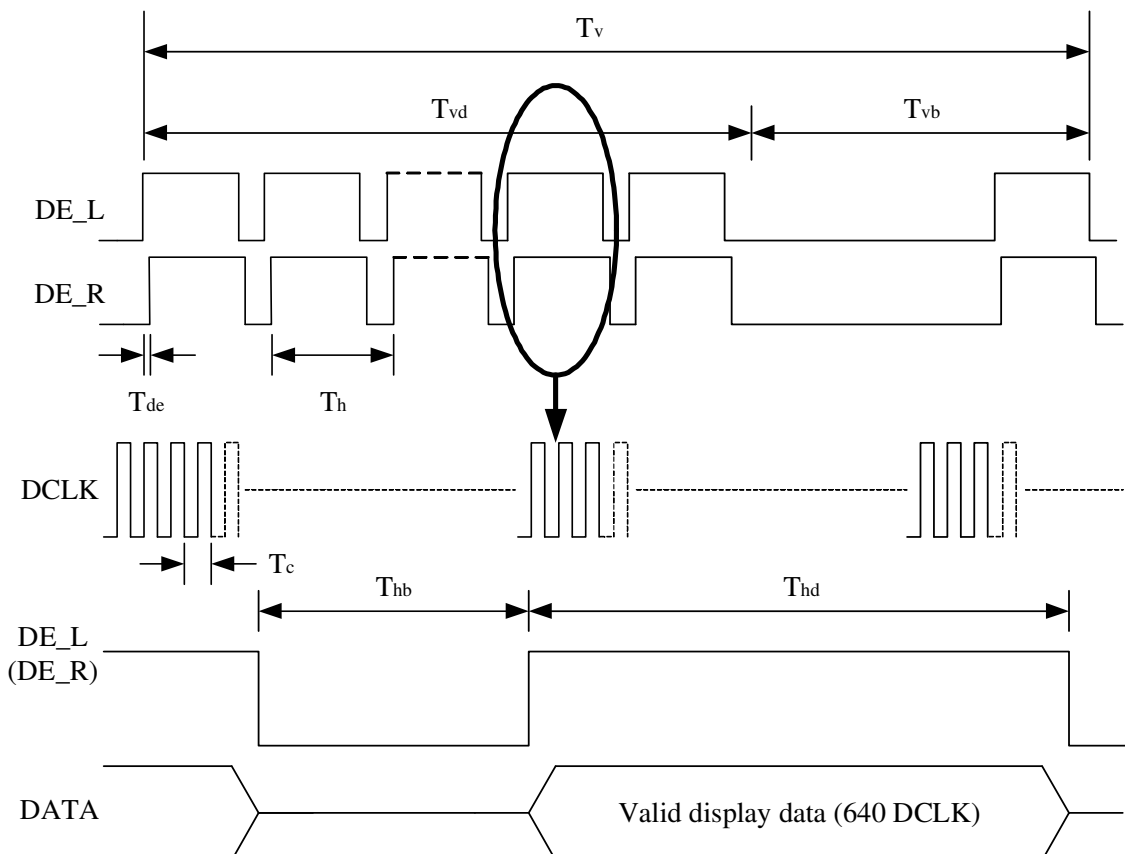 Tv
Tvd
Tvb
DE_L
DE_R
Tde
Th
DCLK
Tc
Thb
Thd
DE_L
(DE_R)
DATA
Valid display data (640 DCLK)